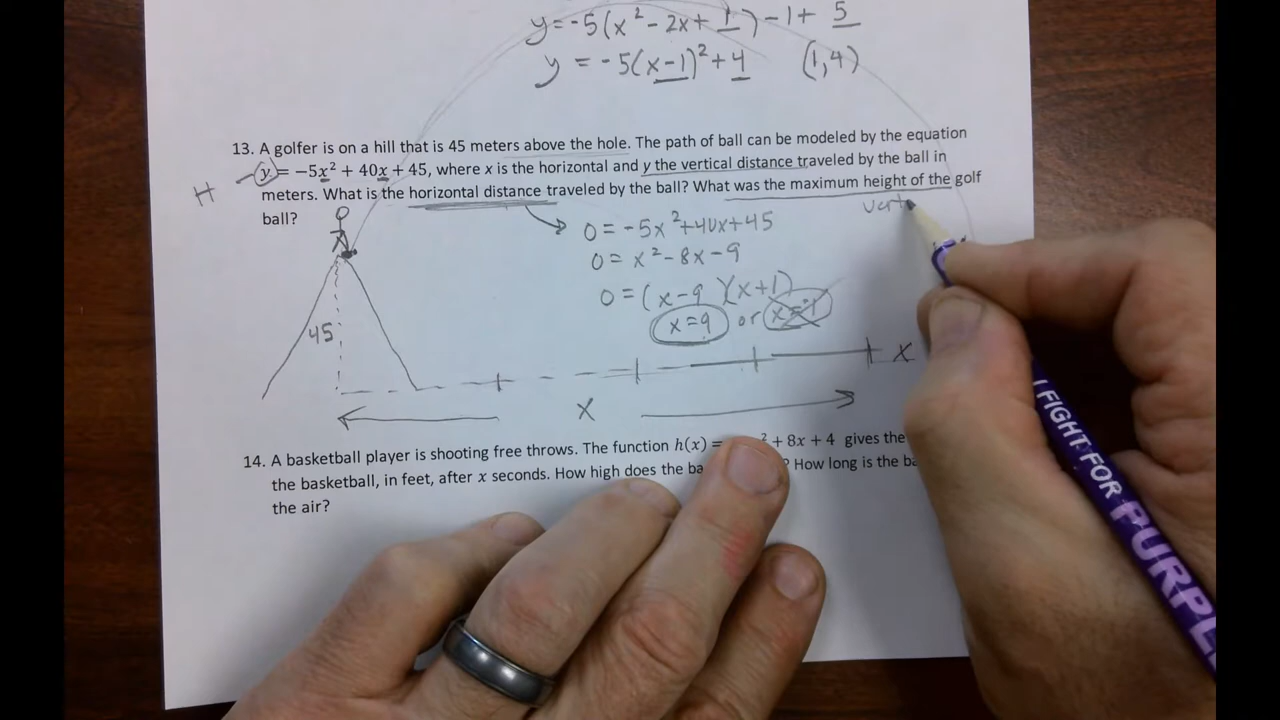 y = -5(x² - 2x + 1) - 1 + 5
y = -5(x-1)² + 4 (1,4)
13. A golfer is on a hill that is 45 meters above the hole. The path of ball can be modeled by the equation
y = −5x² + 40x + 45, where x is the horizontal and y the vertical distance traveled by the ball in
H
meters. What is the horizontal distance traveled by the ball? What was the maximum height of the golf
ball?
vert
0 = -5x² + 40x + 45
0 = x² - 8x - 9
0 = (x-9)(x+1)
x=9 or x=-1
45
x
x
14. A basketball player is shooting free throws. The function h(x) = ² + 8x + 4 gives the
the basketball, in feet, after x seconds. How high does the ? How long is the
the air?
I FIGHT FOR PURPL